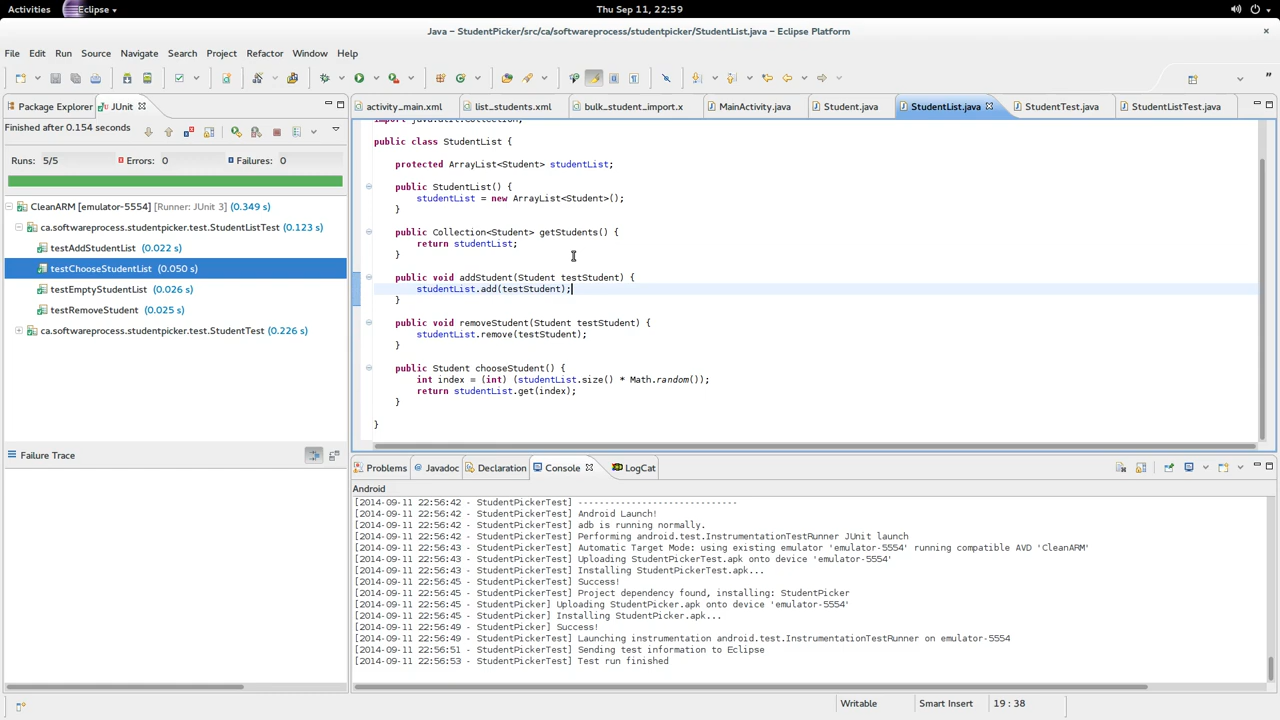 Activities
Eclipse
Thu Sep 11, 22:59
Java – StudentPicker/src/ca/softwareprocess/studentpicker/StudentList.java – Eclipse Platform
File Edit Run Source Navigate Search Project Refactor Window Help
Package Explorer
JUnit
activity_main.xml
list_students.xml
bulk_student_import.x
MainActivity.java
Student.java
StudentList.java
StudentTest.java
StudentListTest.java
Finished after 0.154 seconds
Runs: 5/5 Errors: 0 Failures: 0
CleanARM [emulator-5554] [Runner: JUnit 3] (0.349 s)
ca.softwareprocess.studentpicker.test.StudentListTest (0.123 s)
testAddStudentList (0.022 s)
testChooseStudentList (0.050 s)
testEmptyStudentList (0.026 s)
testRemoveStudent (0.025 s)
ca.softwareprocess.studentpicker.test.StudentTest (0.226 s)
Failure Trace
import java.util.Collection;
public class StudentList {
protected ArrayList<Student> studentList;
public StudentList() {
studentList = new ArrayList<Student>();
}
public Collection<Student> getStudents() {
return studentList;
}
public void addStudent(Student testStudent) {
studentList.add(testStudent);
}
public void removeStudent(Student testStudent) {
studentList.remove(testStudent);
}
public Student chooseStudent() {
int index = (int) (studentList.size() * Math.random());
return studentList.get(index);
}
}
Problems
Javadoc
Declaration
Console
LogCat
Android
[2014-09-11 22:56:42 - StudentPickerTest] ------------------------------
[2014-09-11 22:56:42 - StudentPickerTest] Android Launch!
[2014-09-11 22:56:42 - StudentPickerTest] adb is running normally.
[2014-09-11 22:56:42 - StudentPickerTest] Performing android.test.InstrumentationTestRunner JUnit launch
[2014-09-11 22:56:43 - StudentPickerTest] Automatic Target Mode: using existing emulator 'emulator-5554' running compatible AVD 'CleanARM'
[2014-09-11 22:56:43 - StudentPickerTest] Uploading StudentPickerTest.apk onto device 'emulator-5554'
[2014-09-11 22:56:43 - StudentPickerTest] Installing StudentPickerTest.apk...
[2014-09-11 22:56:45 - StudentPickerTest] Success!
[2014-09-11 22:56:45 - StudentPickerTest] Project dependency found, installing: StudentPicker
[2014-09-11 22:56:45 - StudentPicker] Uploading StudentPicker.apk onto device 'emulator-5554'
[2014-09-11 22:56:45 - StudentPicker] Installing StudentPicker.apk...
[2014-09-11 22:56:49 - StudentPicker] Success!
[2014-09-11 22:56:49 - StudentPickerTest] Launching instrumentation android.test.InstrumentationTestRunner on emulator-5554
[2014-09-11 22:56:51 - StudentPickerTest] Sending test information to Eclipse
[2014-09-11 22:56:53 - StudentPickerTest] Test run finished
Writable
Smart Insert
19 : 38